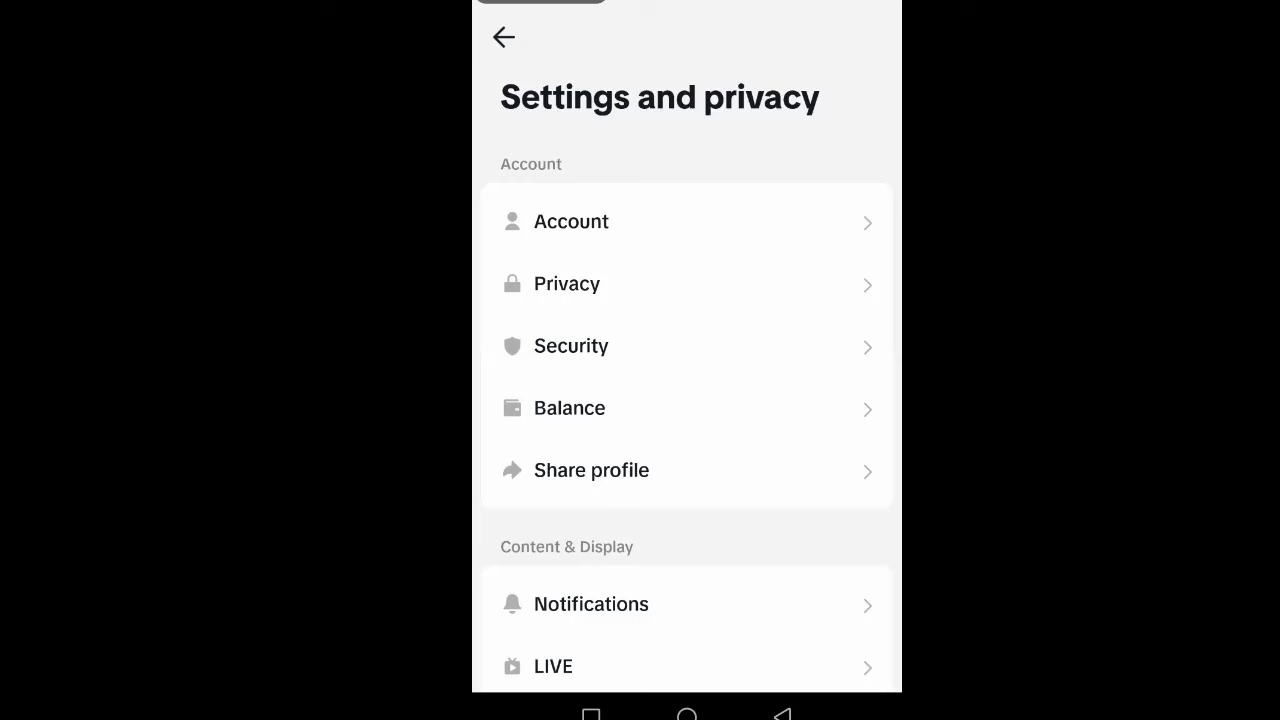 Settings and privacy
Account
Account
Privacy
Security
Balance
Share profile
Content & Display
Notifications
LIVE